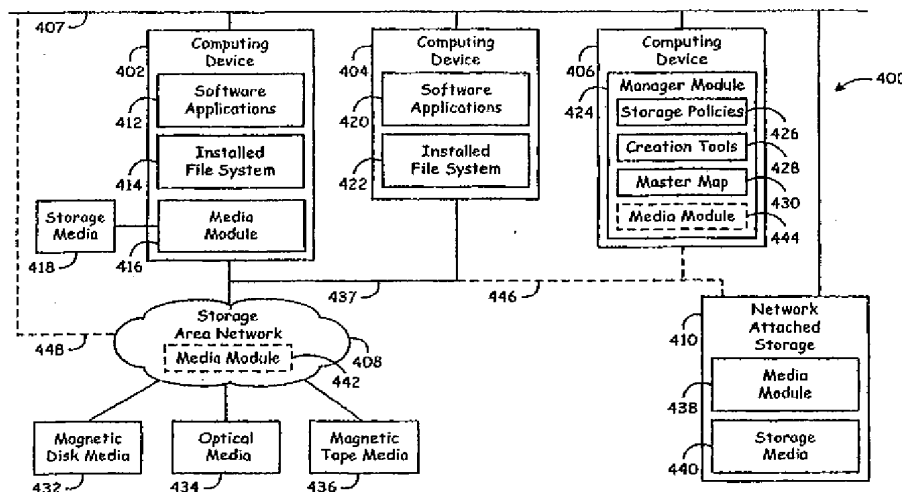 407
Computing
Device
402
Software
Applications
412
Installed
File System
414
Media
Module
416
Storage
Media
418
Computing
Device
404
Software
Applications
420
Installed
File System
422
Computing
Device
406
Manager Module
424
Storage Policies
426
Creation Tools
428
Master Map
430
Media Module
444
400
437
446
448
Storage
Area Network
Media Module
442
408
Magnetic
Disk Media
432
Optical
Media
434
Magnetic
Tape Media
436
Network
Attached
Storage
410
Media
Module
438
Storage
Media
440